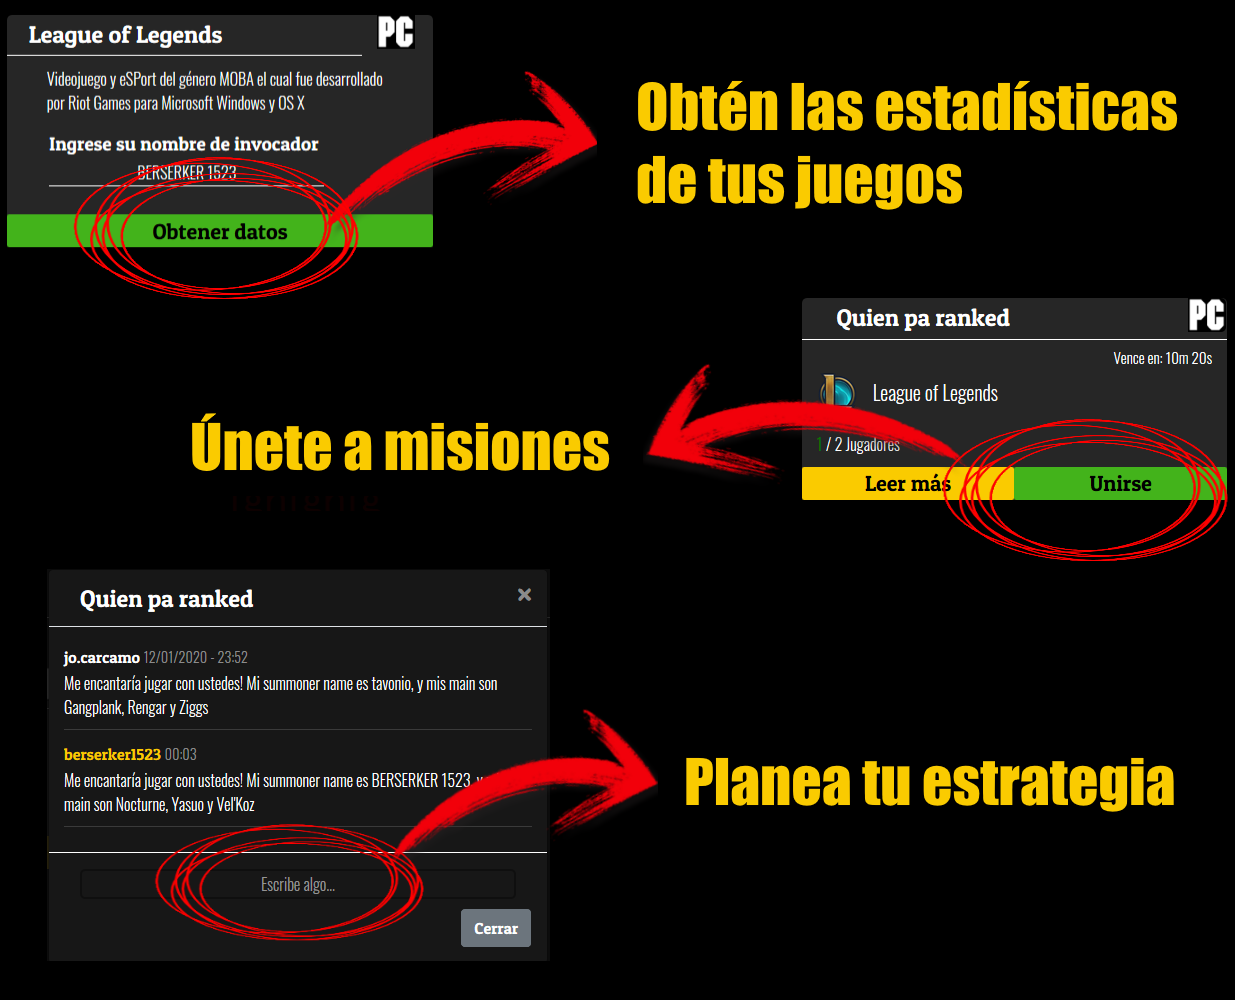 League of Legends
PC
Videojuego y eSPort del género MOBA el cual fue desarrollado
por Riot Games para Microsoft Windows y OS X
Ingrese su nombre de invocador
BERSERKER 1523
Obtener datos
Obtén las estadísticas
de tus juegos
Quien pa ranked
PC
Vence en: 10m 20s
League of Legends
1 / 2 Jugadores
Leer más
Unirse
Únete a misiones
Quien pa ranked
×
jo.carcamo 12/01/2020 - 23:52
Me encantaría jugar con ustedes! Mi summoner name es tavonio, y mis main son
Gangplank, Rengar y Ziggs
berserker1523 00:03
Me encantaría jugar con ustedes! Mi summoner name es BERSERKER 1523, y
main son Nocturne, Yasuo y Vel'Koz
Escribe algo...
Cerrar
Planea tu estrategia